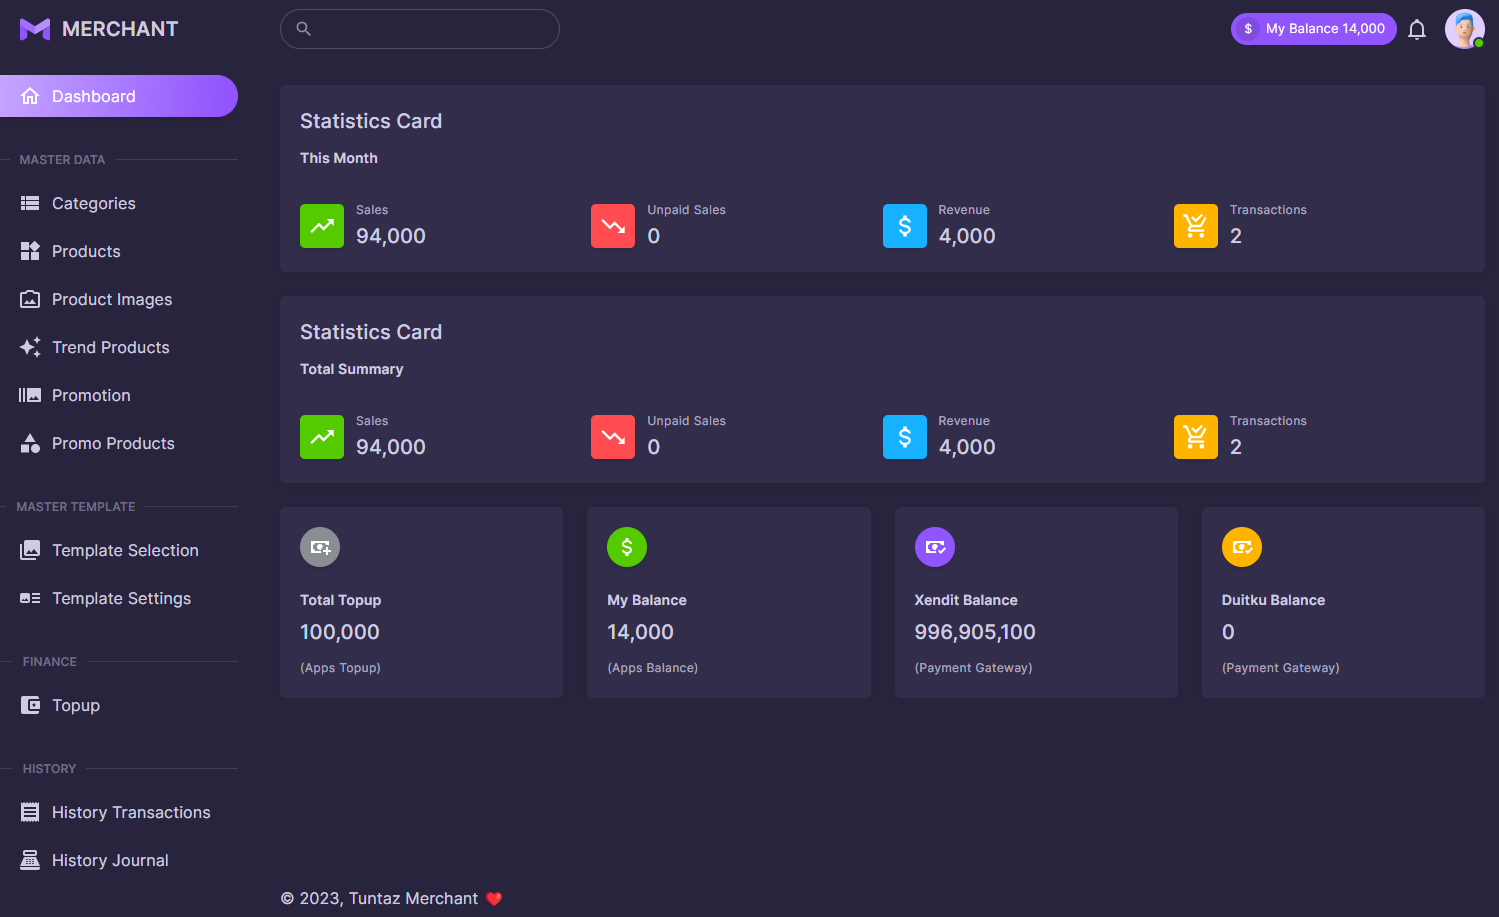 MERCHANT
$ My Balance 14,000
Dashboard
MASTER DATA
Categories
Products
Product Images
Trend Products
Promotion
Promo Products
MASTER TEMPLATE
Template Selection
Template Settings
FINANCE
Topup
HISTORY
History Transactions
History Journal
Statistics Card
This Month
Sales
94,000
Unpaid Sales
0
$
Revenue
4,000
Transactions
2
Statistics Card
Total Summary
Sales
94,000
Unpaid Sales
0
$
Revenue
4,000
Transactions
2
Total Topup
100,000
(Apps Topup)
$
My Balance
14,000
(Apps Balance)
Xendit Balance
996,905,100
(Payment Gateway)
Duitku Balance
0
(Payment Gateway)
© 2023, Tuntaz Merchant ❤️